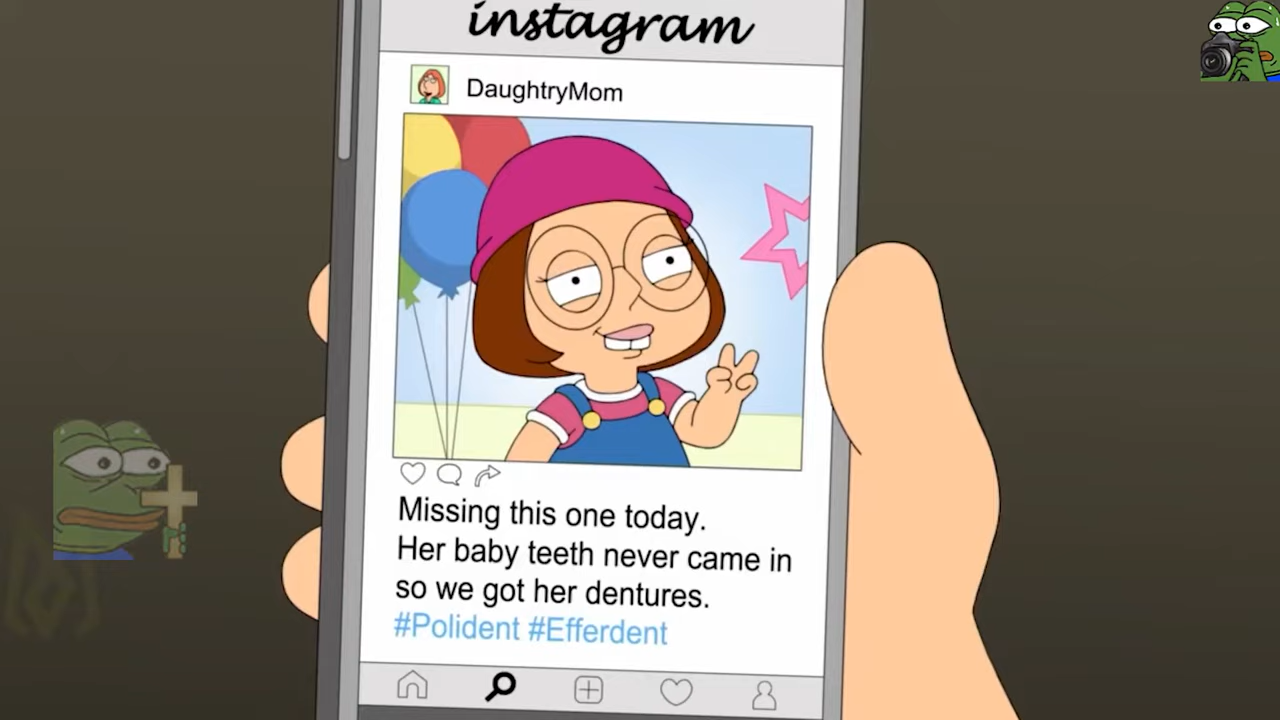 instagram
DaughtryMom
Missing this one today.
Her baby teeth never came in
so we got her dentures.
#Polident #Efferdent